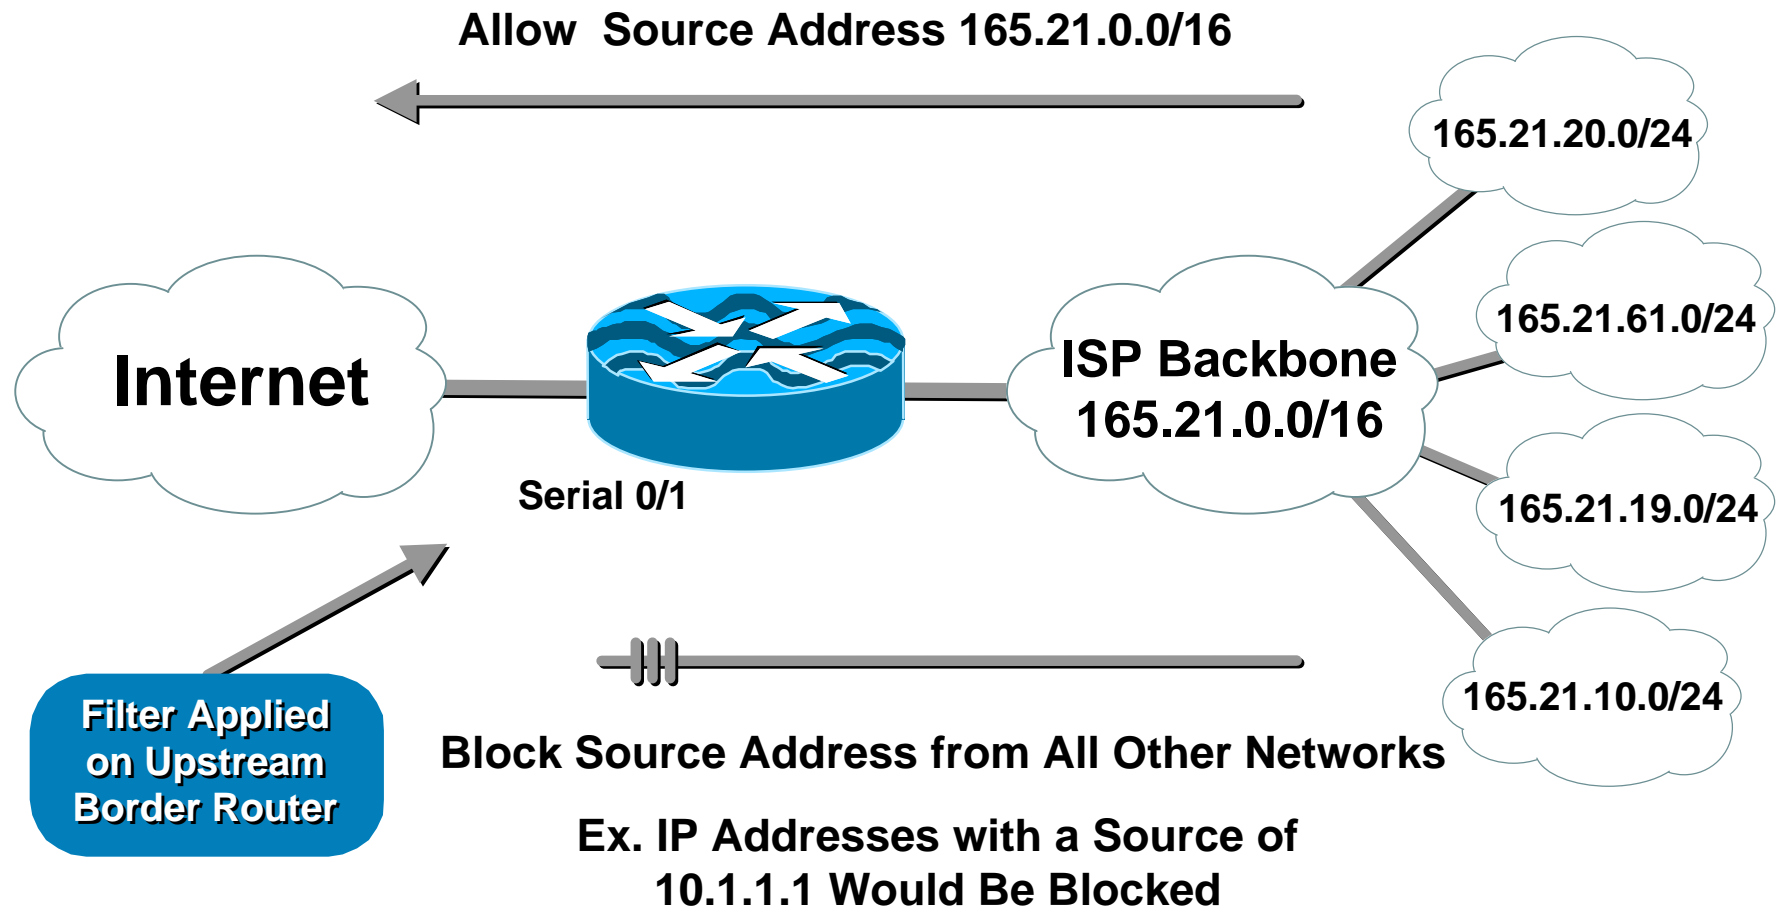 Allow Source Address 165.21.0.0/16
165.21.20.0/24
165.21.61.0/24
Internet
ISP Backbone
165.21.0.0/16
Serial 0/1
165.21.19.0/24
165.21.10.0/24
Filter Applied
on Upstream
Border Router
Block Source Address from All Other Networks
Ex. IP Addresses with a Source of
10.1.1.1 Would Be Blocked